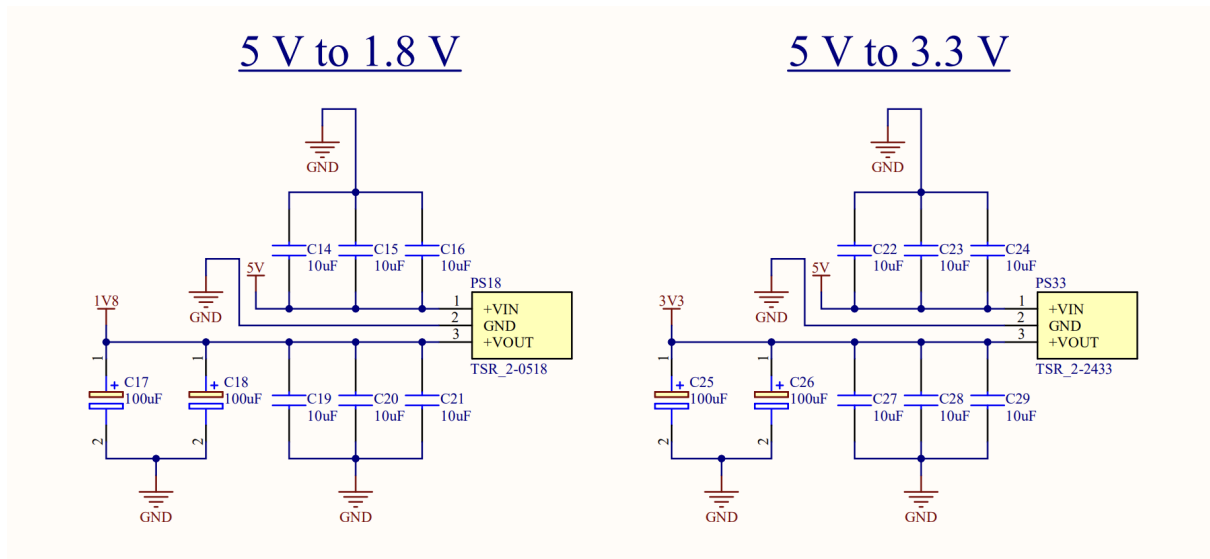 5 V to 1.8 V
GND
C14
10uF
C15
10uF
C16
10uF
5V
GND
PS18
1
+VIN
2
GND
3
+VOUT
TSR_2-0518
1V8
1
+
C17
100uF
2
1
+
C18
100uF
2
C19
10uF
C20
10uF
C21
10uF
GND
GND
5 V to 3.3 V
GND
C22
10uF
C23
10uF
C24
10uF
5V
GND
PS33
1
+VIN
2
GND
3
+VOUT
TSR_2-2433
3V3
1
+
C25
100uF
2
1
+
C26
100uF
2
C27
10uF
C28
10uF
C29
10uF
GND
GND